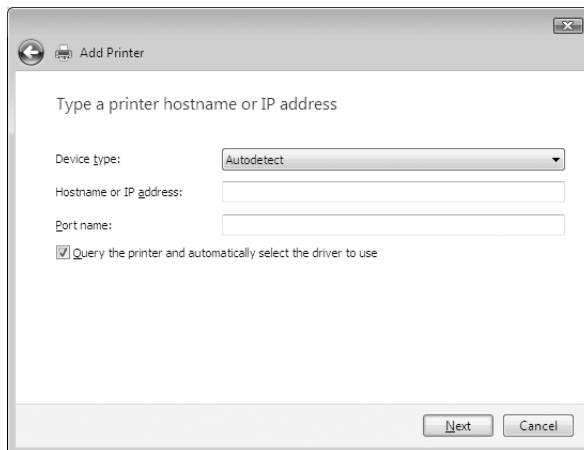 Add Printer
Type a printer hostname or IP address
Device type: Autodetect
Hostname or IP address:
Port name:
Query the printer and automatically select the driver to use
Next Cancel